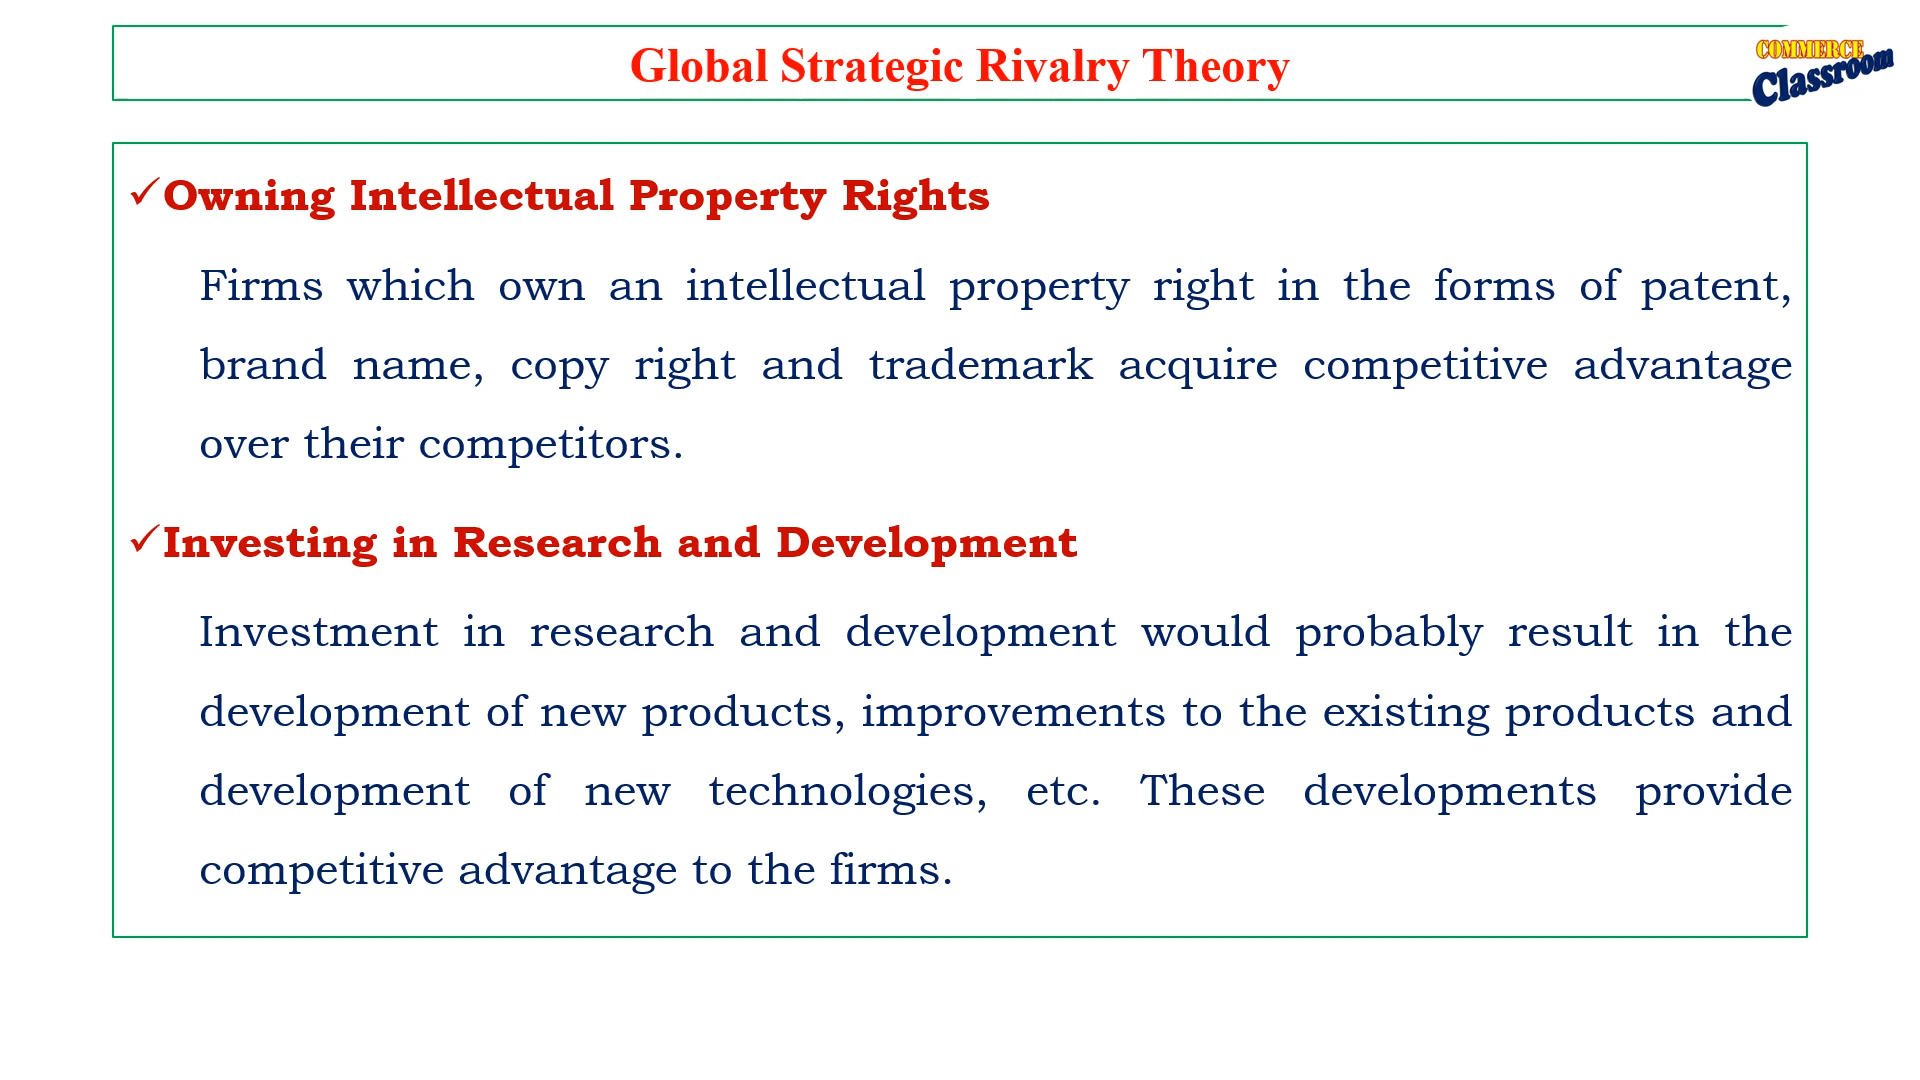 Global Strategic Rivalry Theory
COMMERCE
Classroom
✓Owning Intellectual Property Rights
Firms which own an intellectual property right in the forms of patent,
brand name, copy right and trademark acquire competitive advantage
over their competitors.
✓Investing in Research and Development
Investment in research and development would probably result in the
development of new products, improvements to the existing products and
development of new technologies, etc. These developments provide
competitive advantage to the firms.